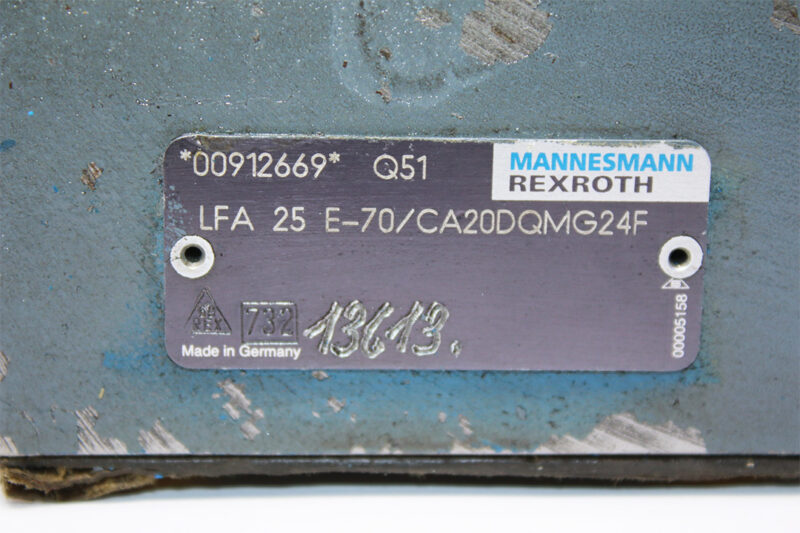 *00912669* Q51
MANNESMANN
REXROTH
LFA 25 E-70/CA20DQMG24F
732
13613.
Made in Germany
00005158